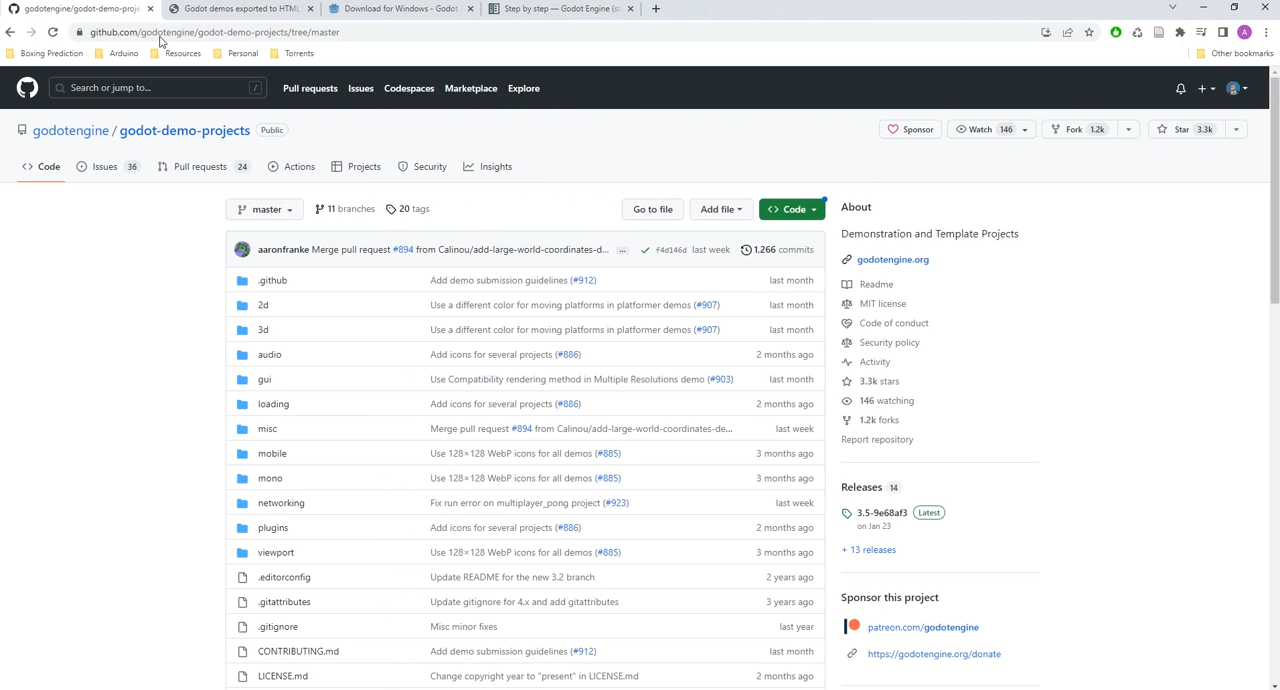 godotengine/godot-demo-proje
Godot demos exported to HTML
Download for Windows - Godot
Step by step — Godot Engine (st
github.com/godotengine/godot-demo-projects/tree/master
A
Boxing Prediction
Arduino
Resources
Personal
Torrents
Other bookmarks
Search or jump to...
/
Pull requests
Issues
Codespaces
Marketplace
Explore
godotengine / godot-demo-projects Public
Sponsor
Watch 146
Fork 1.2k
Star 3.3k
Code
Issues 36
Pull requests 24
Actions
Projects
Security
Insights
master
11 branches
20 tags
Go to file
Add file
Code
aaronfranke Merge pull request #894 from Calinou/add-large-world-coordinates-d... ... f4d146d last week 1,266 commits
.github Add demo submission guidelines (#912) last month
2d Use a different color for moving platforms in platformer demos (#907) last month
3d Use a different color for moving platforms in platformer demos (#907) last month
audio Add icons for several projects (#886) 2 months ago
gui Use Compatibility rendering method in Multiple Resolutions demo (#903) last month
loading Add icons for several projects (#886) 2 months ago
misc Merge pull request #894 from Calinou/add-large-world-coordinates-de... last week
mobile Use 128×128 WebP icons for all demos (#885) 3 months ago
mono Use 128×128 WebP icons for all demos (#885) 3 months ago
networking Fix run error on multiplayer_pong project (#923) last week
plugins Add icons for several projects (#886) 2 months ago
viewport Use 128×128 WebP icons for all demos (#885) 3 months ago
.editorconfig Update README for the new 3.2 branch 2 years ago
.gitattributes Update gitignore for 4.x and add gitattributes 3 years ago
.gitignore Misc minor fixes last year
CONTRIBUTING.md Add demo submission guidelines (#912) last month
LICENSE.md Change copyright year to "present" in LICENSE.md 2 months ago
About
Demonstration and Template Projects
godotengine.org
Readme
MIT license
Code of conduct
Security policy
Activity
3.3k stars
146 watching
1.2k forks
Report repository
Releases 14
3.5-9e68af3 Latest
on Jan 23
+ 13 releases
Sponsor this project
patreon.com/godotengine
https://godotengine.org/donate